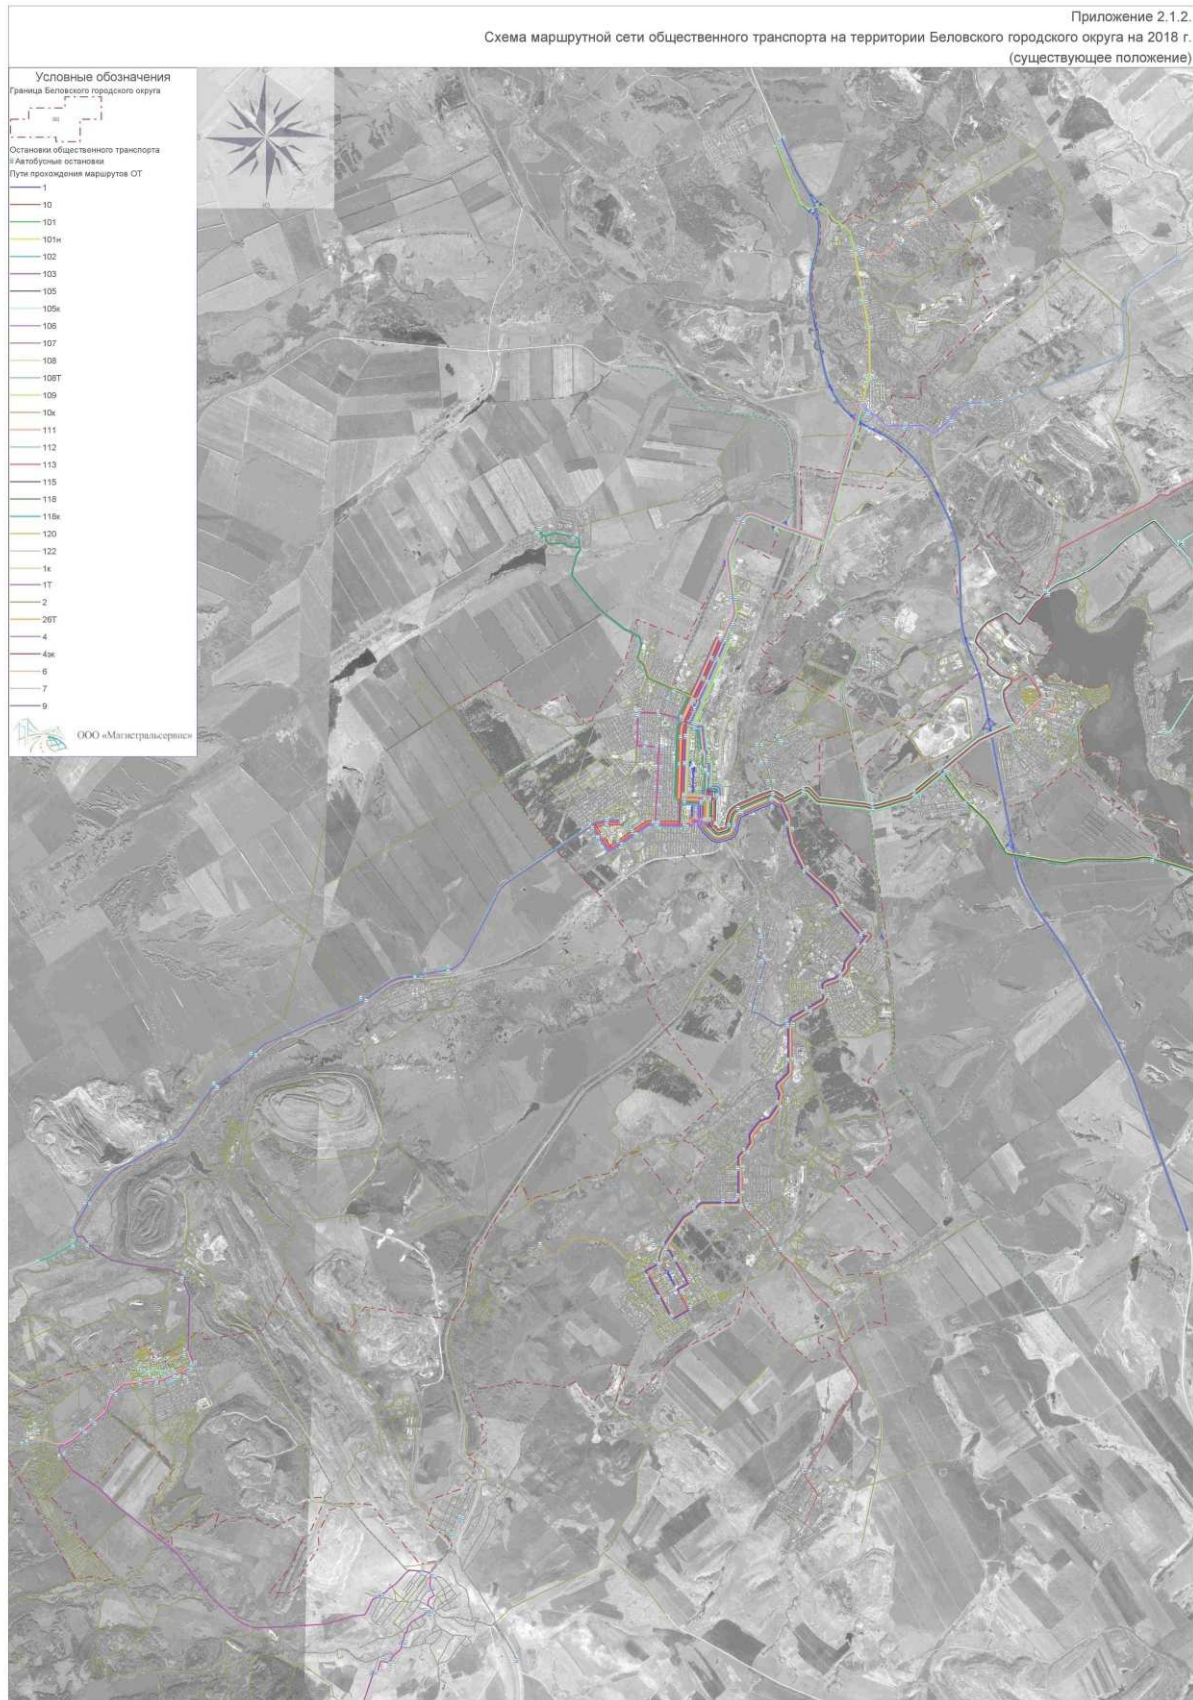 Приложение 2.1.2.
Схема маршрутной сети общественного транспорта на территории Беловского городского округа на 2018 г.
(существующее положение)
Условные обозначения
Граница Беловского городского округа
Остановки общественного транспорта
Автобусные остановки
Пути прохождения маршрутов ОТ
1
10
101
101н
102
103
105
105к
106
107
108
108Т
109
10к
111
112
113
115
118
118к
120
122
1к
1Т
2
26Т
4
4эк
6
7
9
ООО «Магистральсервис»